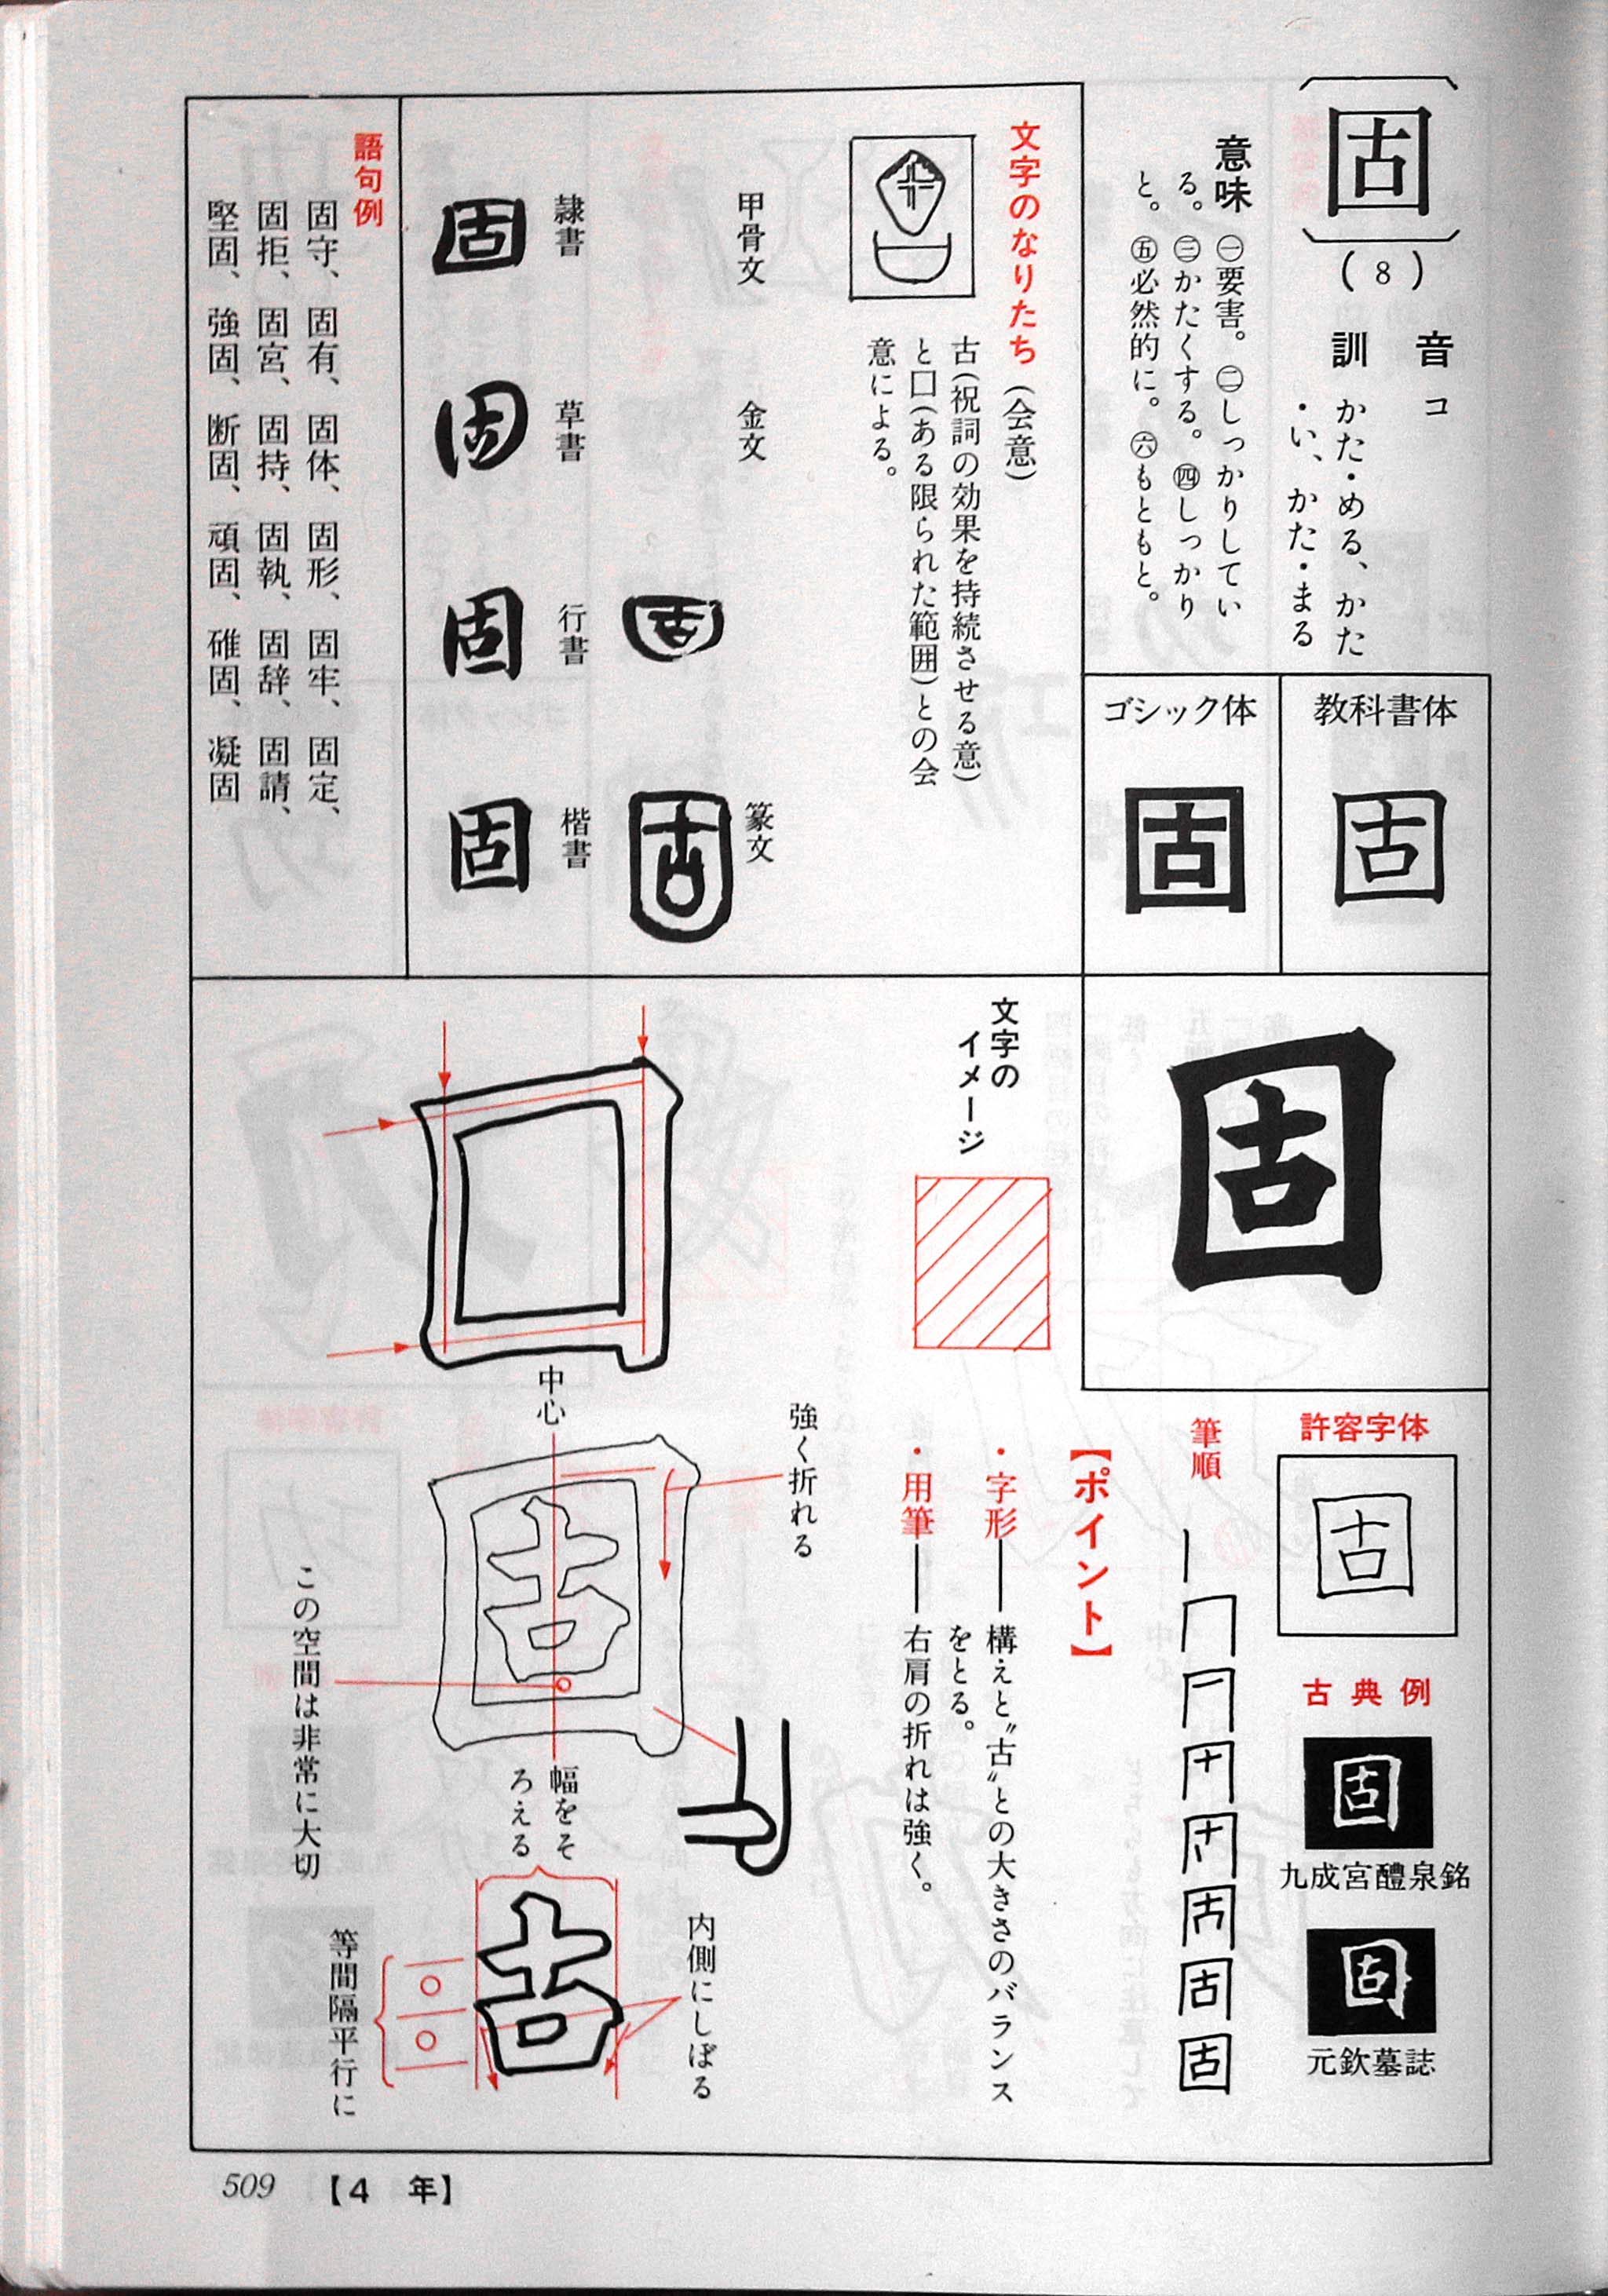 固
(8)
音 コ
訓 かた・める、かた
・い、かた・まる
意味 ㊀要害。㊁しっかりしてい
る。㊂かたくする。㊃しっかり
と。㊄必然的に。㊅もともと。
教科書体
固
ゴシック体
固
文字のなりたち (会意)
古(祝詞の効果を持続させる意)
と囗(ある限られた範囲)との会
意による。
甲骨文
金文
固
篆文
固
隷書
固
草書
固
行書
固
楷書
固
語句例
固守、固有、固体、固形、固牢、固定、
固拒、固宮、固持、固執、固辞、固請、
堅固、強固、断固、頑固、碓固、凝固
固
許容字体
固
古典例
固
九成宮醴泉銘
固
元欽墓誌
筆順
固
【ポイント】
・字形──構えと〝古〟との大きさのバランス
をとる。
・用筆──右肩の折れは強く。
文字の
イメージ
強く折れる
中心
固
この空間は非常に大切
幅をそ
ろえる
古
内側にしぼる
等間隔平行に
509 【4 年】